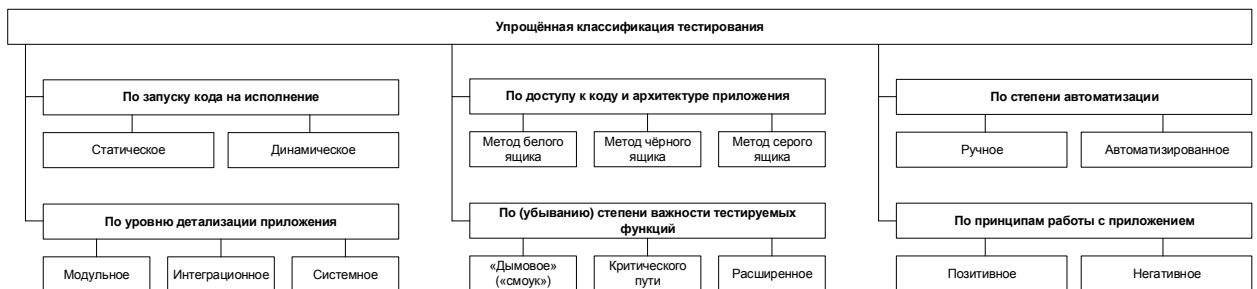 Упрощённая классификация тестирования
По запуску кода на исполнение
Статическое
Динамическое
По уровню детализации приложения
Модульное
Интеграционное
Системное
По доступу к коду и архитектуре приложения
Метод белого
ящика
Метод чёрного
ящика
Метод серого
ящика
По (убыванию) степени важности тестируемых
функций
«Дымовое»
(«смоук»)
Критического
пути
Расширенное
По степени автоматизации
Ручное
Автоматизированное
По принципам работы с приложением
Позитивное
Негативное